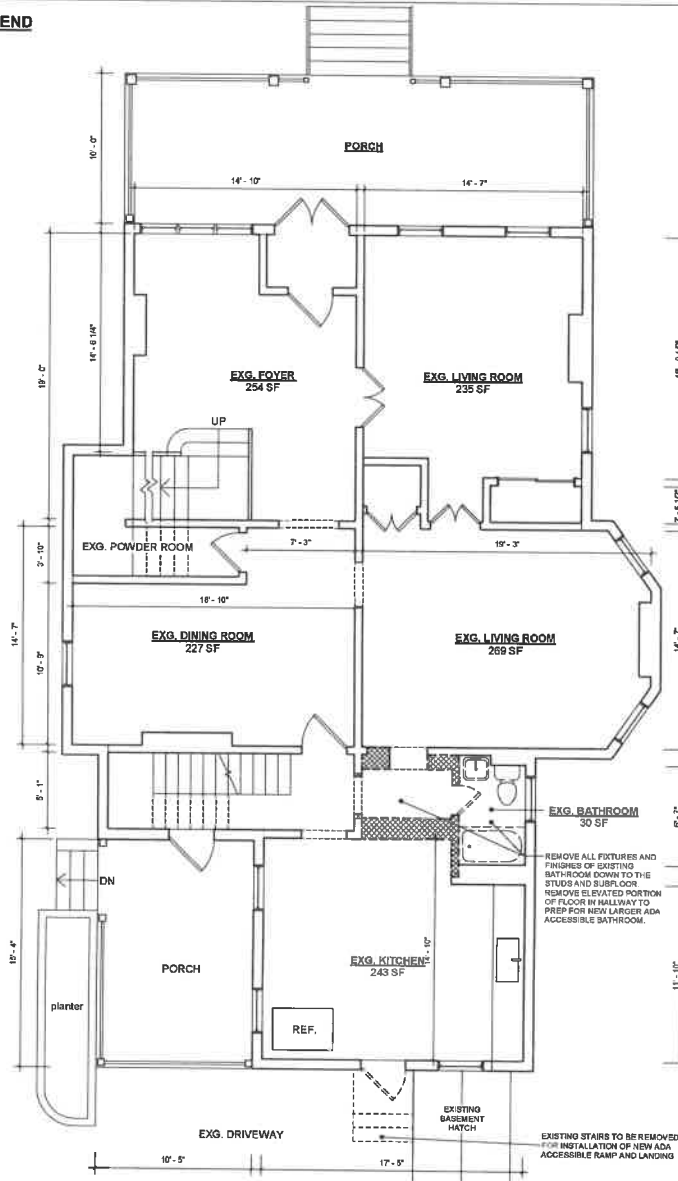 END
PORCH
10' - 0"
14' - 10"
14' - 7"
19' - 0"
14' - 6 1/4"
EXG. FOYER
254 SF
EXG. LIVING ROOM
235 SF
UP
EXG. POWDER ROOM
3' - 10"
7' - 3"
19' - 3"
14' - 7"
10' - 9"
18' - 10"
EXG. DINING ROOM
227 SF
EXG. LIVING ROOM
269 SF
14' - 7"
5' - 1"
EXG. BATHROOM
30 SF
REMOVE ALL FIXTURES AND
FINISHES OF EXISTING
BATHROOM DOWN TO THE
STUDS AND SUBFLOOR.
REMOVE ELEVATED PORTION
OF FLOOR IN HALLWAY TO
PREP FOR NEW LARGER ADA
ACCESSIBLE BATHROOM.
DN
15' - 4"
PORCH
planter
EXG. KITCHEN
243 SF
14' - 10"
11' - 10"
REF.
EXISTING
BASEMENT
HATCH
EXG. DRIVEWAY
EXISTING STAIRS TO BE REMOVED
FOR INSTALLATION OF NEW ADA
ACCESSIBLE RAMP AND LANDING
10' - 5"
17' - 5"